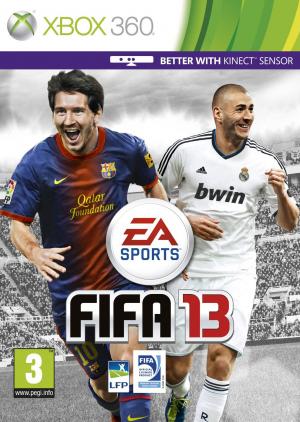 XBOX 360
BETTER WITH KINECT SENSOR
Qatar
Foundation
bwin
EA
SPORTS
FIFA 13
3
www.pegi.info
LFP
FIFA